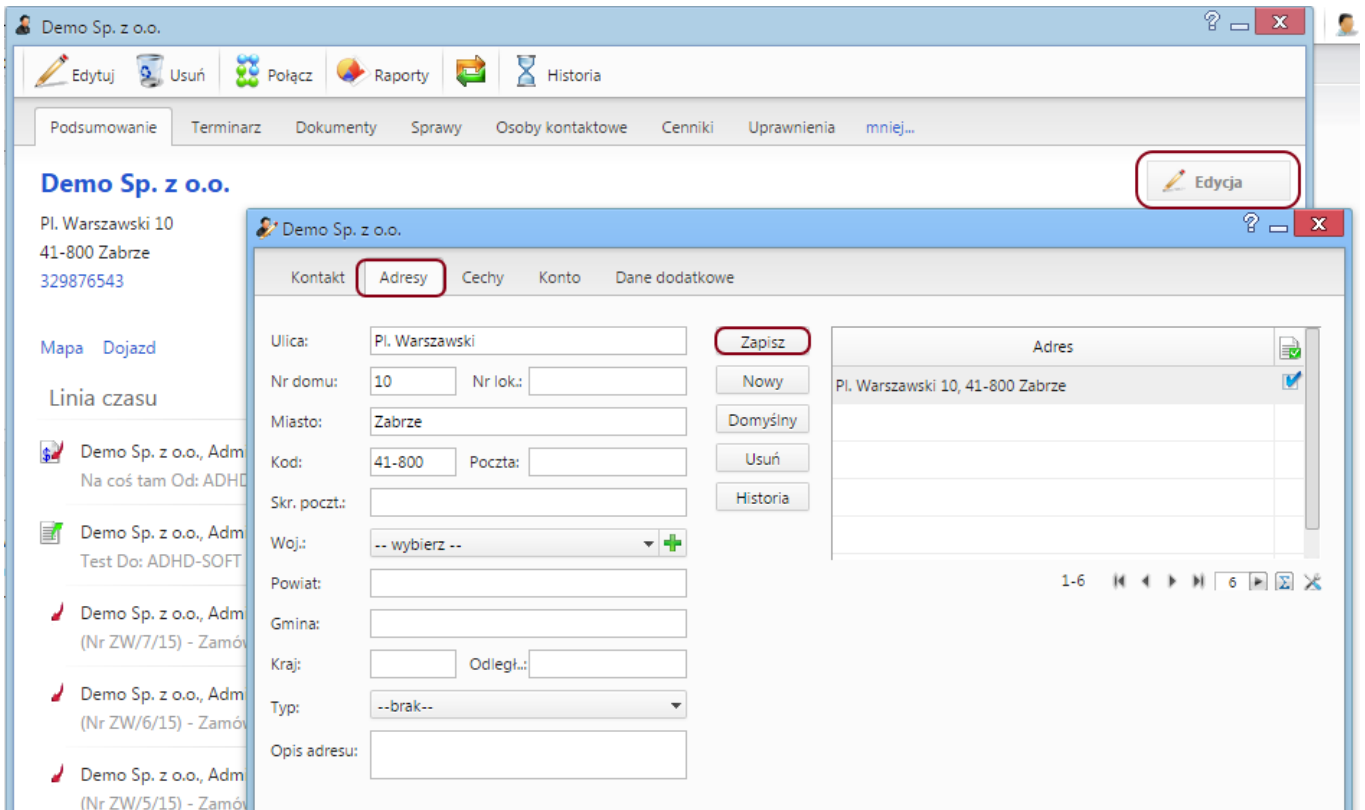 Demo Sp. z o.o.
Edytuj Usuń Połącz Raporty Historia
Podsumowanie Terminarz Dokumenty Sprawy Osoby kontaktowe Cenniki Uprawnienia mniej...
Demo Sp. z o.o.
Edycja
Pl. Warszawski 10
41-800 Zabrze
329876543
Mapa Dojazd
Linia czasu
Demo Sp. z o.o., Adm
Na coś tam Od: ADHD
Demo Sp. z o.o., Adm
Test Do: ADHD-SOFT
Demo Sp. z o.o., Adm
(Nr ZW/7/15) - Zamów
Demo Sp. z o.o., Adm
(Nr ZW/6/15) - Zamów
Demo Sp. z o.o., Adm
(Nr ZW/5/15) - Zamów
Demo Sp. z o.o.
Kontakt Adresy Cechy Konto Dane dodatkowe
Ulica: Pl. Warszawski
Nr domu: 10 Nr lok.:
Miasto: Zabrze
Kod: 41-800 Poczta:
Skr. poczt.:
Woj.: -- wybierz --
Powiat:
Gmina:
Kraj: Odległ..:
Typ: --brak--
Opis adresu:
Zapisz
Nowy
Domyślny
Usuń
Historia
Adres
Pl. Warszawski 10, 41-800 Zabrze
1-6 6